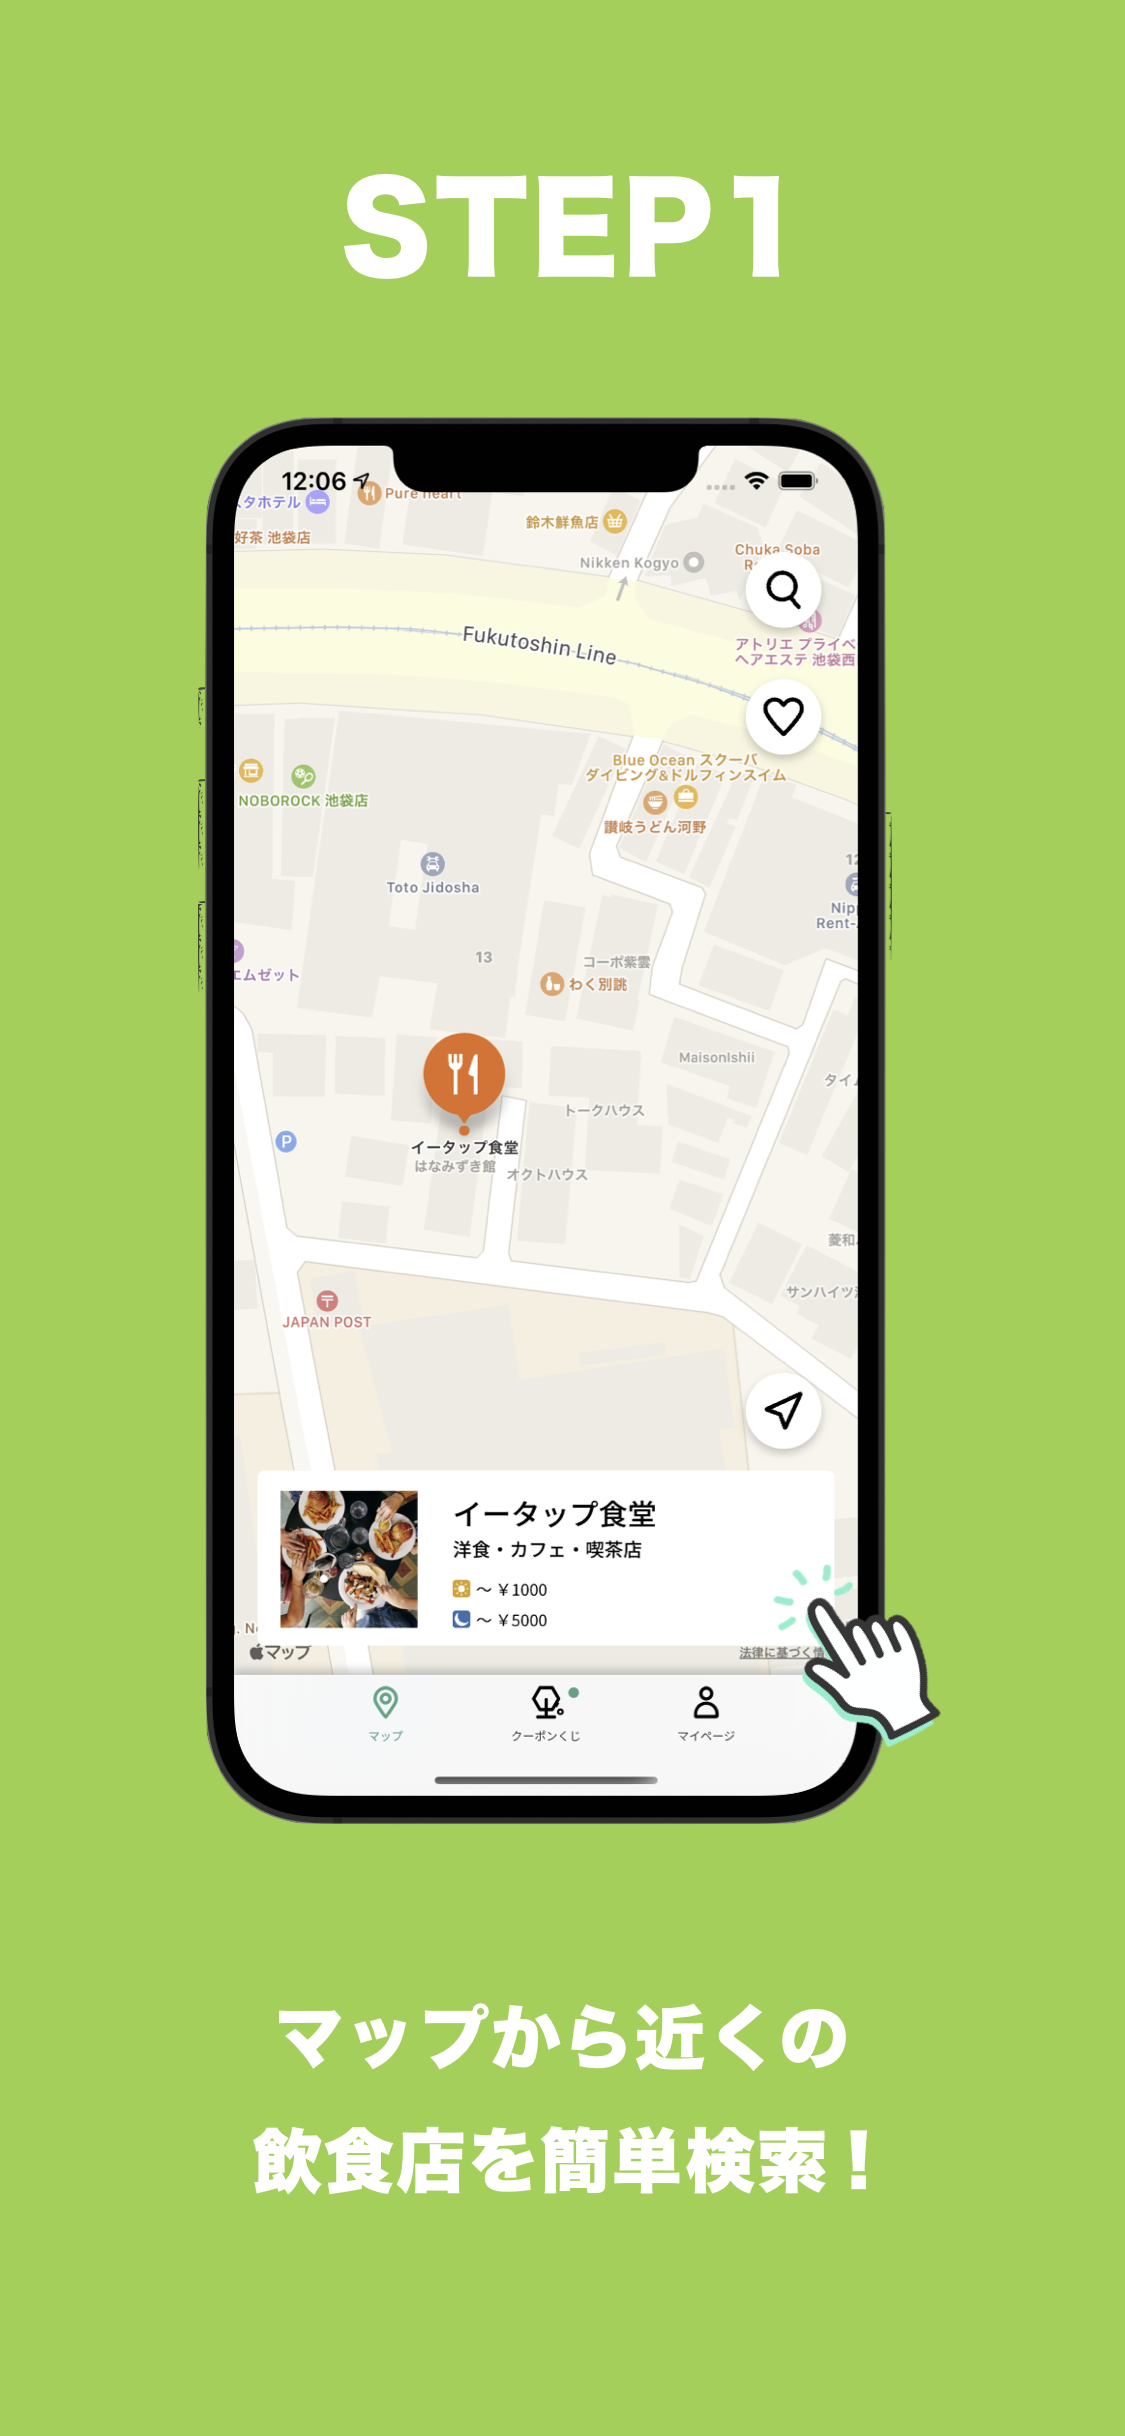 STEP1
12:06
Pure heart
タホテル
鈴木鮮魚店
好茶 池袋店
Nikken Kogyo
Chuka Soba
Fukutoshin Line
アトリエ プライベ
ヘアエステ 池袋西
Blue Ocean スクーバ
ダイビング&ドルフィンスイム
NOBOROCK 池袋店
讃岐うどん河野
Toto Jidosha
Nipp
Rent-
13
コーポ紫雲
エムゼット
わく別誂
MaisonIshii
タイム
トークハウス
P
イータップ食堂
はなみずき館
オクトハウス
菱和
サンハイツ
JAPAN POST
イータップ食堂
洋食・カフェ・喫茶店
〜 ¥1000
〜 ¥5000
マップ
法律に基づく情
マップ
クーポンくじ
マイページ
マップから近くの
飲食店を簡単検索！